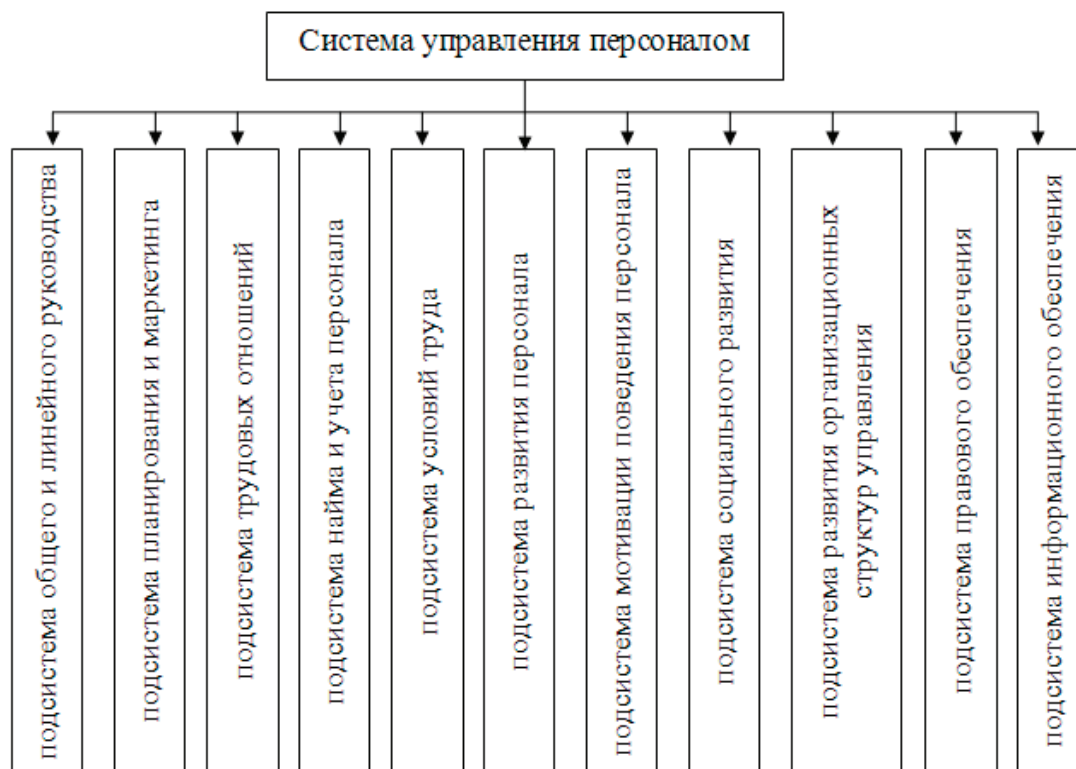 Система управления персоналом
подсистема общего и линейного руководства
подсистема планирования и маркетинга
подсистема трудовых отношений
подсистема найма и учета персонала
подсистема условий труда
подсистема развития персонала
подсистема мотивации поведения персонала
подсистема социального развития
подсистема развития организационных
структур управления
подсистема правового обеспечения
подсистема информационного обеспечения